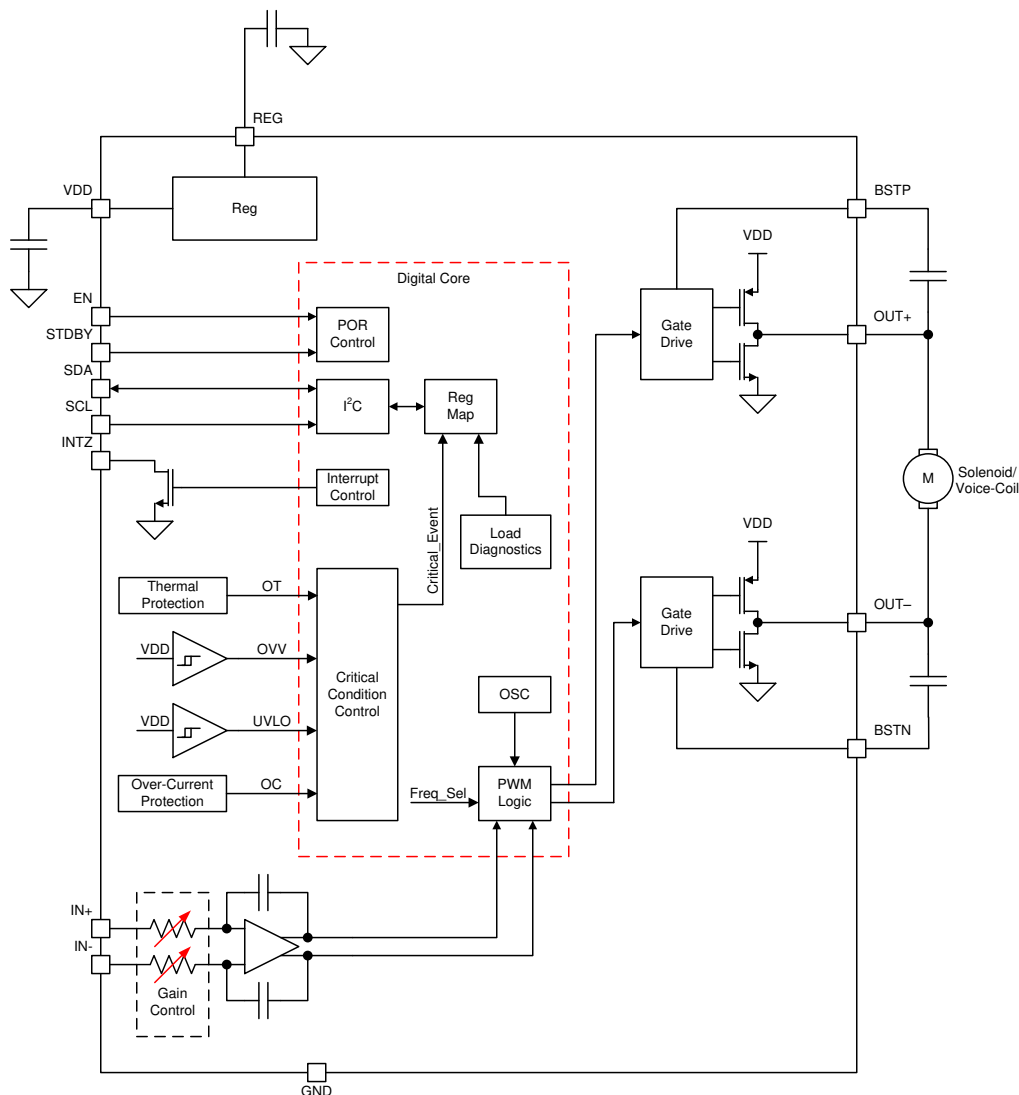 REG
VDD
Reg
BSTP
VDD
Digital Core
EN
POR
Control
Gate
Drive
OUT+
STDBY
SDA
I2C
Reg
Map
SCL
INTZ
Interrupt
Control
M
Solenoid/
Voice-Coil
Load
Diagnostics
Critical_Event
VDD
Thermal
Protection
OT
Gate
Drive
OUT–
VDD
OVV
Critical
Condition
Control
OSC
VDD
UVLO
BSTN
Over-Current
Protection
OC
Freq_Sel
PWM
Logic
IN+
IN-
Gain
Control
GND